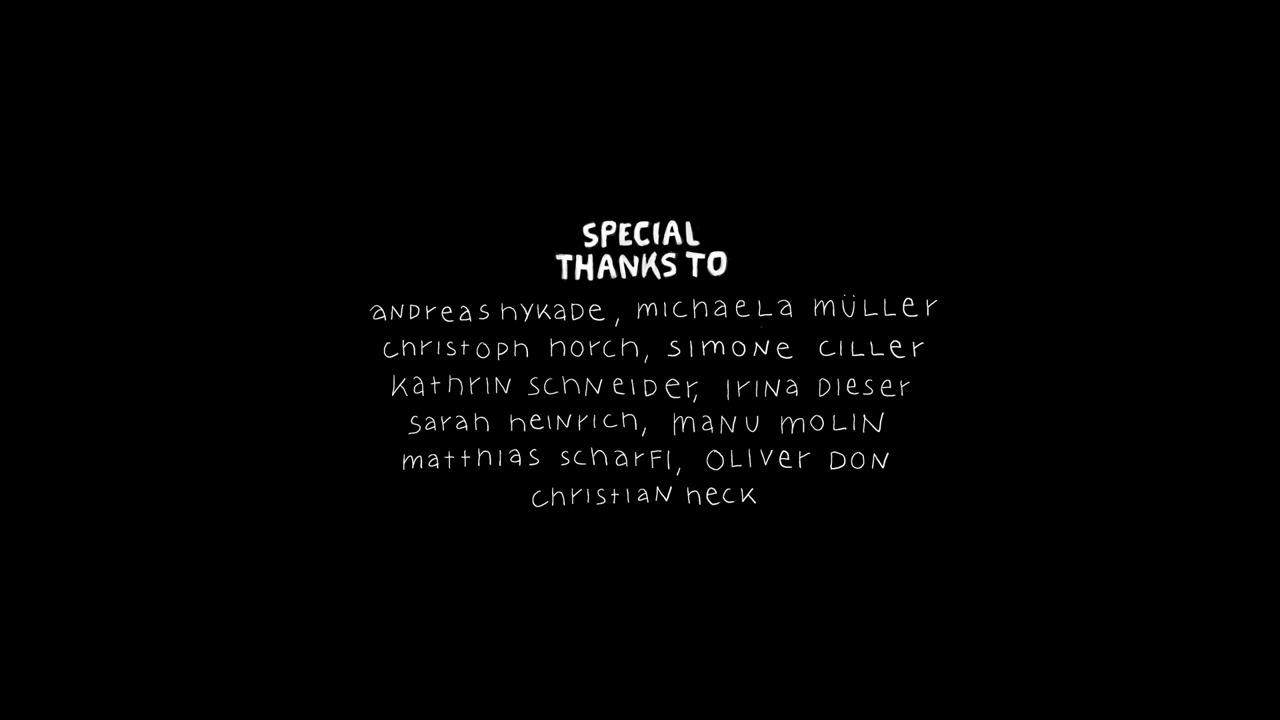 SPECIAL
THANKS TO
andreas hykade, michaela müller
christoph horch, simone ciller
kathrin schneider, irina dieser
sarah heinrich, manu molin
matthias scharfi, oliver don
christian heck